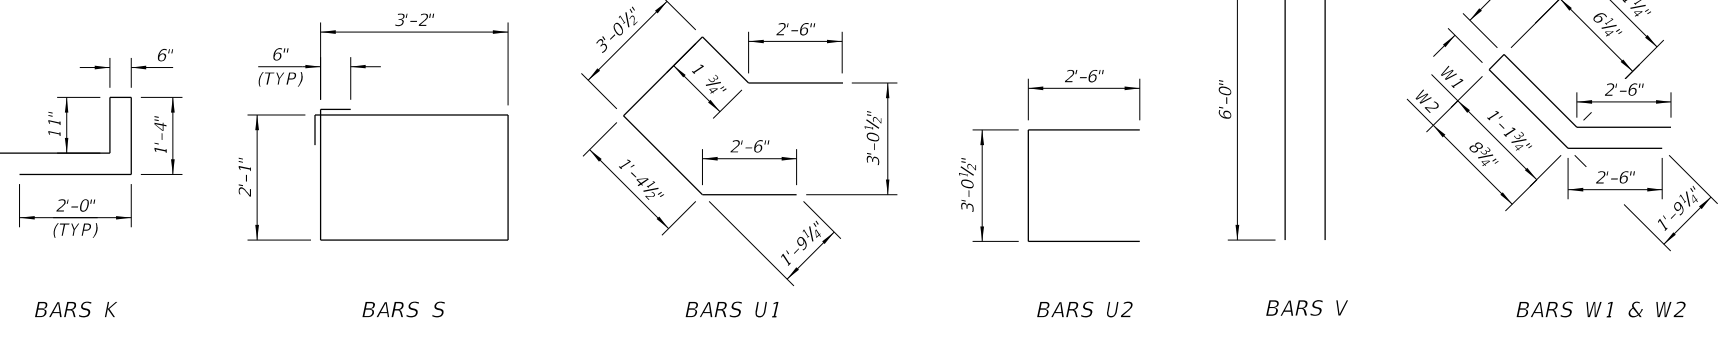 6"
11"
1'-4"
2'-0"
(TYP)
BARS K
3'-2"
6"
(TYP)
2'-1"
BARS S
3'-0½"
2'-6"
1 ¾"
2'-6"
3'-0½"
1'-4½"
1'-9¼"
BARS U1
2'-6"
3'-0½"
BARS U2
6'-0"
BARS V
6¼"
W1
W2
2'-6"
1'-1¾"
8¾"
2'-6"
1'-9¼"
BARS W1 & W2